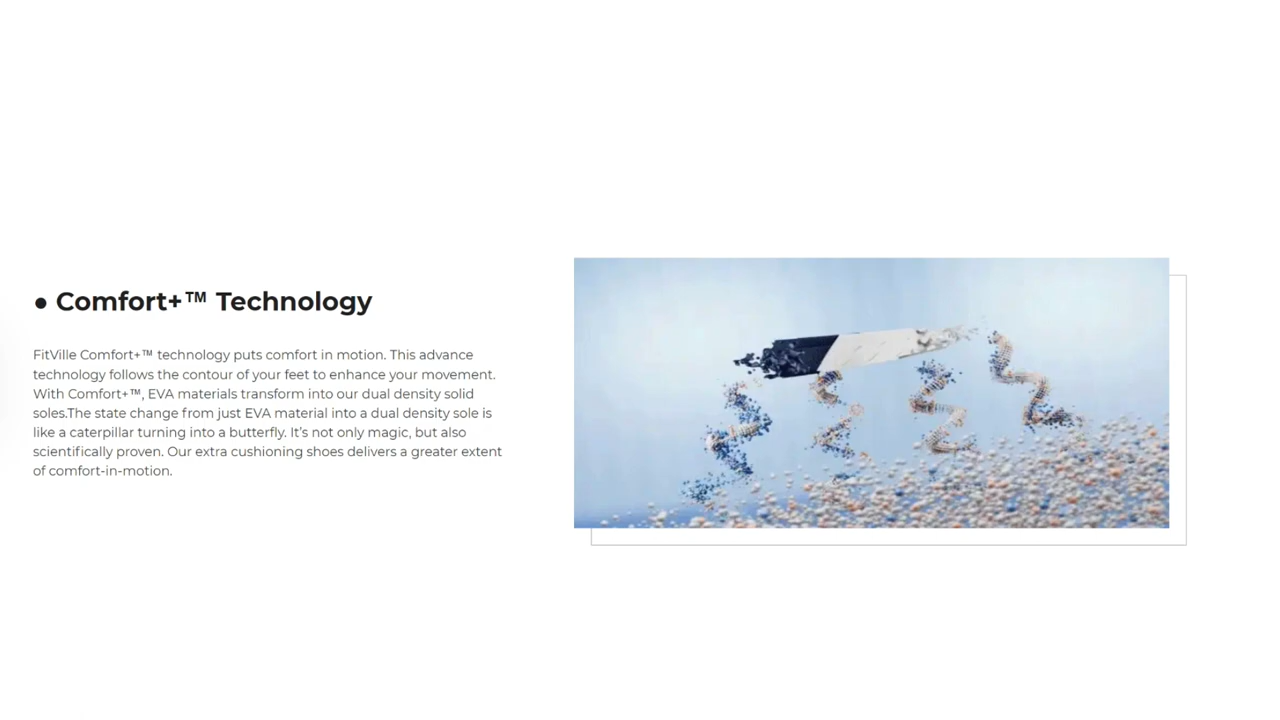 ● Comfort+™ Technology
FitVille Comfort+™ technology puts comfort in motion. This advance
technology follows the contour of your feet to enhance your movement.
With Comfort+™, EVA materials transform into our dual density solid
soles.The state change from just EVA material into a dual density sole is
like a caterpillar turning into a butterfly. It’s not only magic, but also
scientifically proven. Our extra cushioning shoes delivers a greater extent
of comfort-in-motion.